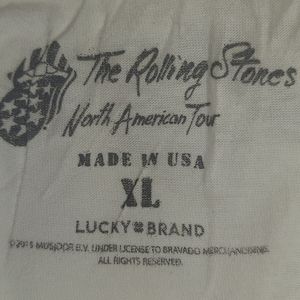 The Rolling Stones
North American Tour
MADE IN USA
XL
LUCKY BRAND
©2015 MUSIDOR B.V. UNDER LICENSE TO BRAVADO MERCHANDISING.
ALL RIGHTS RESERVED.